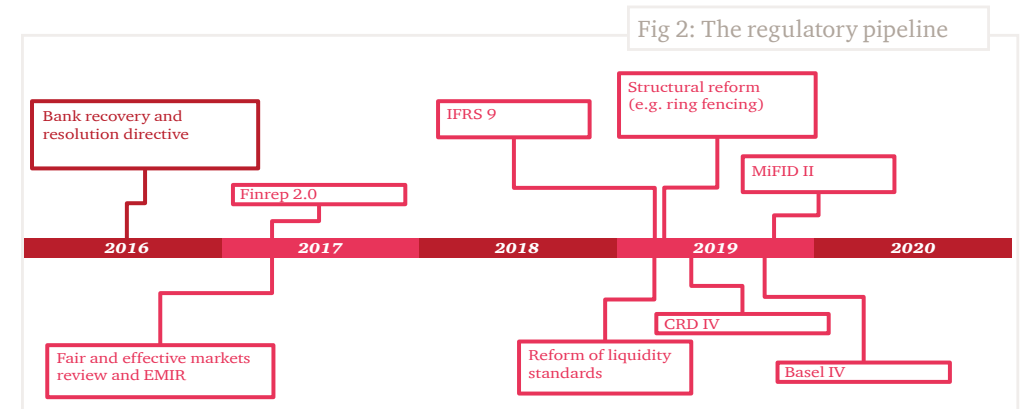 Fig 2: The regulatory pipeline
Bank recovery and
resolution directive
Finrep 2.0
IFRS 9
Structural reform
(e.g. ring fencing)
MiFID II
2016
2017
2018
2019
2020
Fair and effective markets
review and EMIR
Reform of liquidity
standards
CRD IV
Basel IV